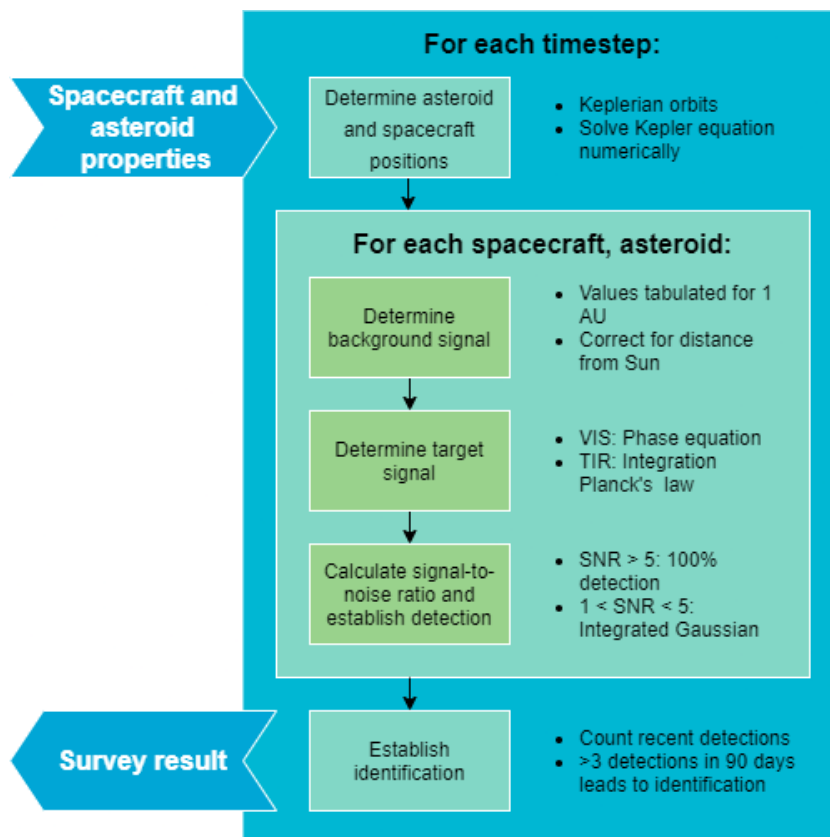 For each timestep:
Spacecraft and
asteroid
properties
Determine asteroid
and spacecraft
positions
• Keplerian orbits
• Solve Kepler equation
numerically
For each spacecraft, asteroid:
Determine
background signal
• Values tabulated for 1
AU
• Correct for distance
from Sun
Determine target
signal
• VIS: Phase equation
• TIR: Integration
Planck's law
Calculate signal-to-
noise ratio and
establish detection
• SNR > 5: 100%
detection
• 1 < SNR < 5:
Integrated Gaussian
Survey result
Establish
identification
• Count recent detections
• >3 detections in 90 days
leads to identification